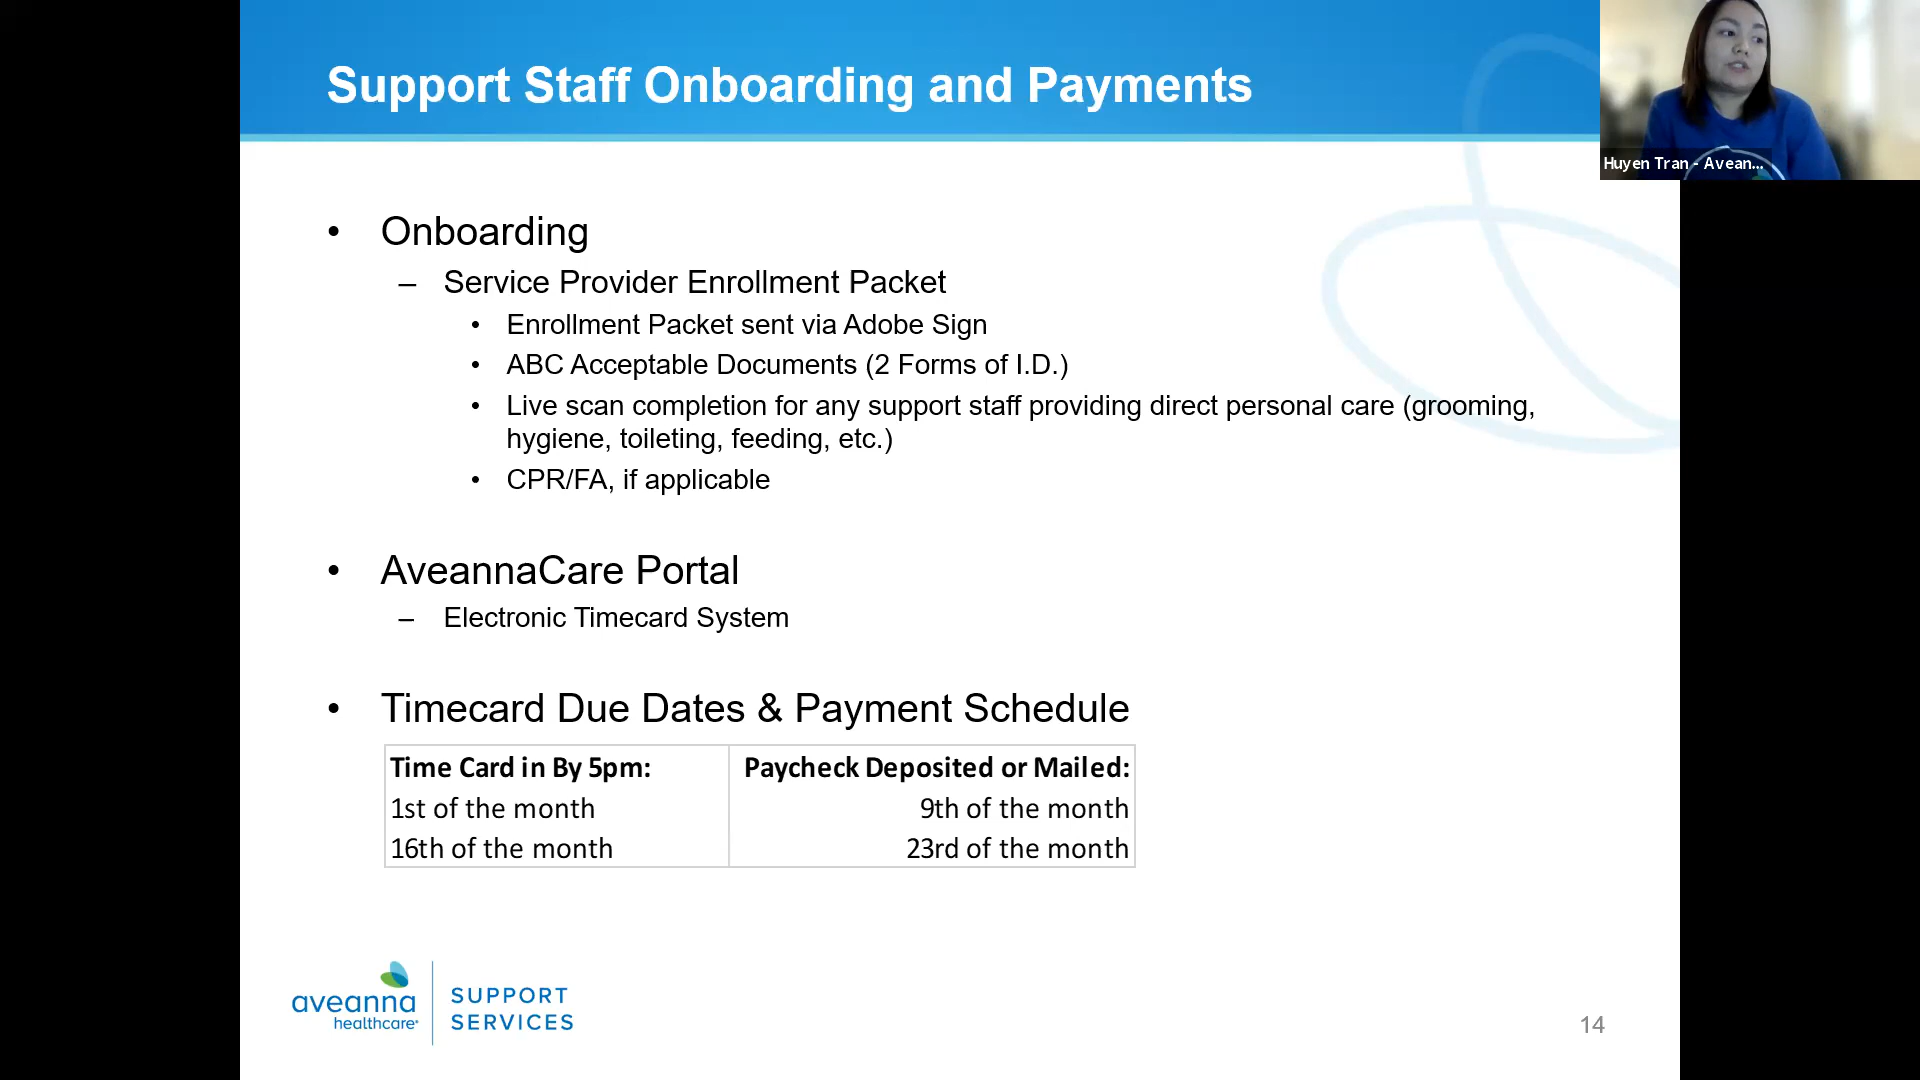 Support Staff Onboarding and Payments
Huyen Tran - Avean...
• Onboarding
– Service Provider Enrollment Packet
• Enrollment Packet sent via Adobe Sign
• ABC Acceptable Documents (2 Forms of I.D.)
• Live scan completion for any support staff providing direct personal care (grooming,
hygiene, toileting, feeding, etc.)
• CPR/FA, if applicable
• AveannaCare Portal
– Electronic Timecard System
• Timecard Due Dates & Payment Schedule
Time Card in By 5pm: Paycheck Deposited or Mailed:
1st of the month 9th of the month
16th of the month 23rd of the month
aveanna
healthcare
SUPPORT
SERVICES
14